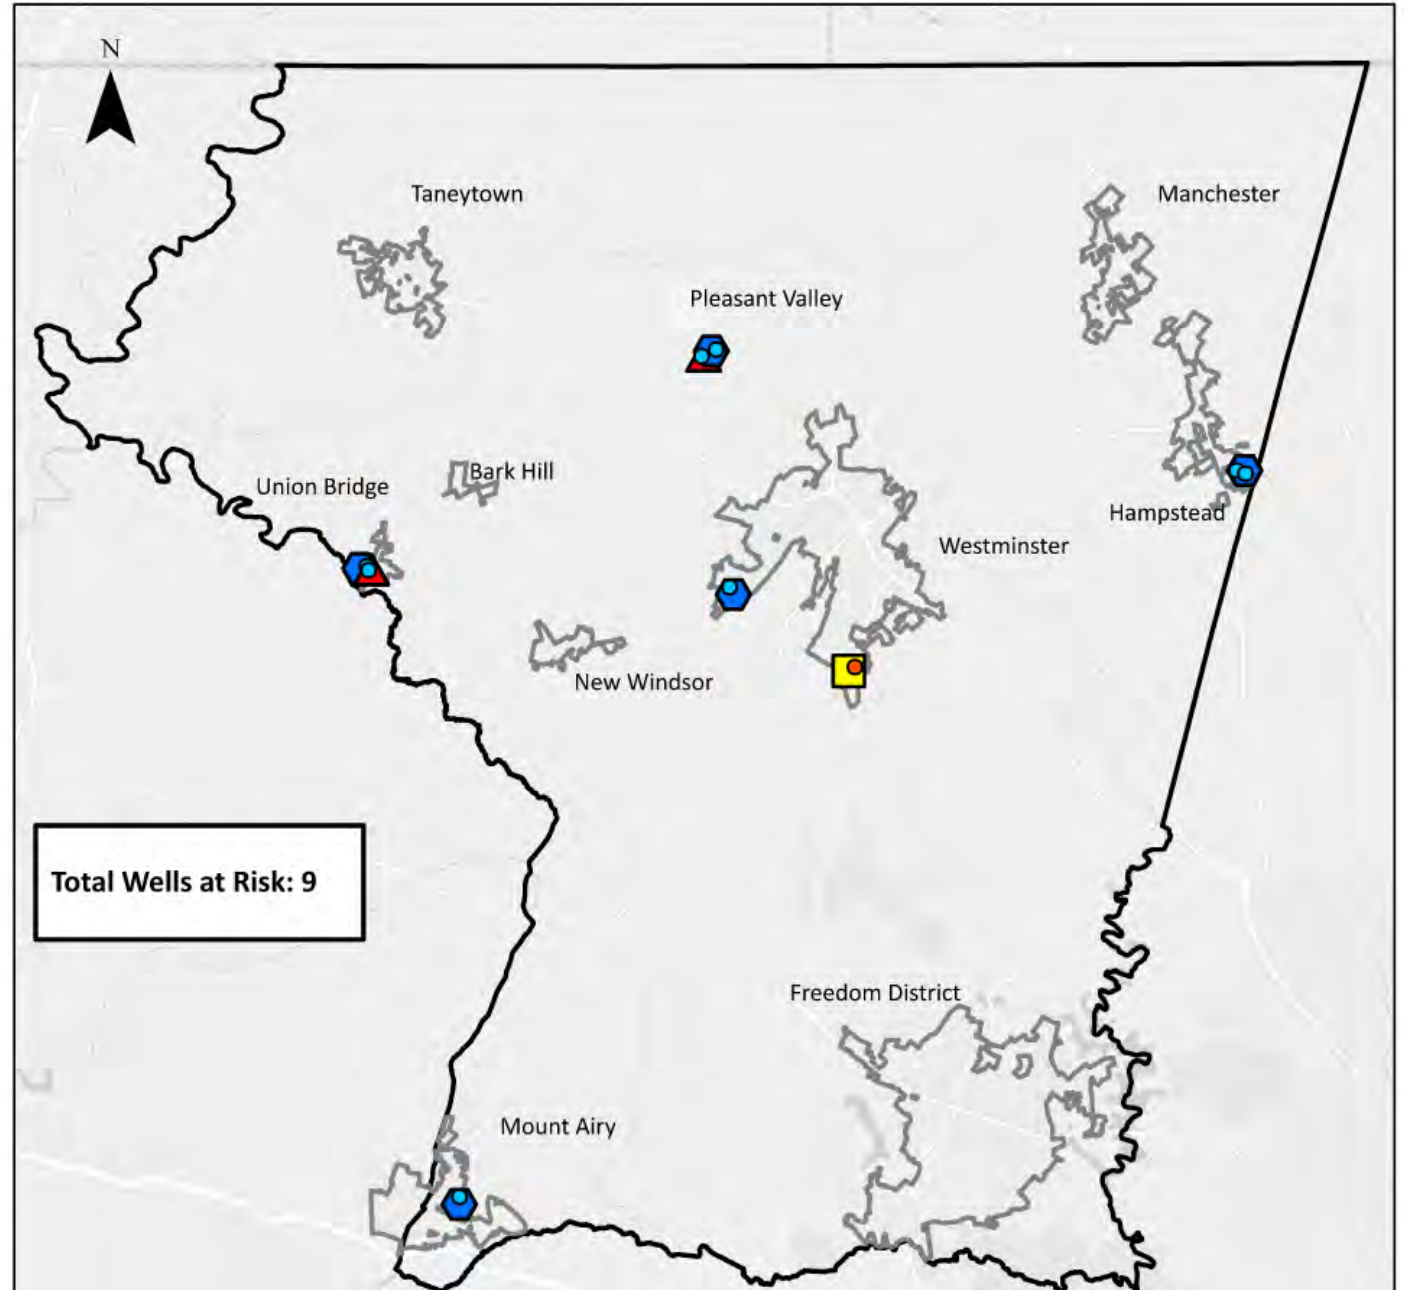 N
Taneytown
Manchester
Pleasant Valley
Bark Hill
Union Bridge
Hampstead
Westminster
New Windsor
Total Wells at Risk: 9
Freedom District
Mount Airy